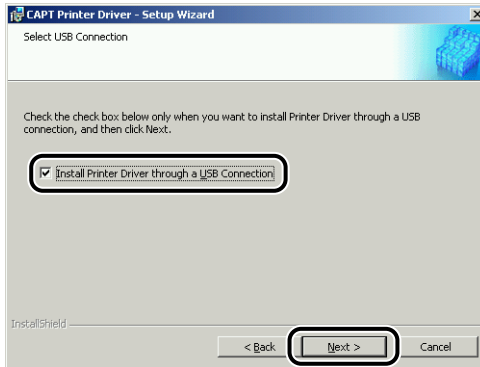 CAPT Printer Driver - Setup Wizard
Select USB Connection
Check the check box below only when you want to install Printer Driver through a USB
connection, and then click Next.
Install Printer Driver through a USB Connection
InstallShield
< Back Next > Cancel